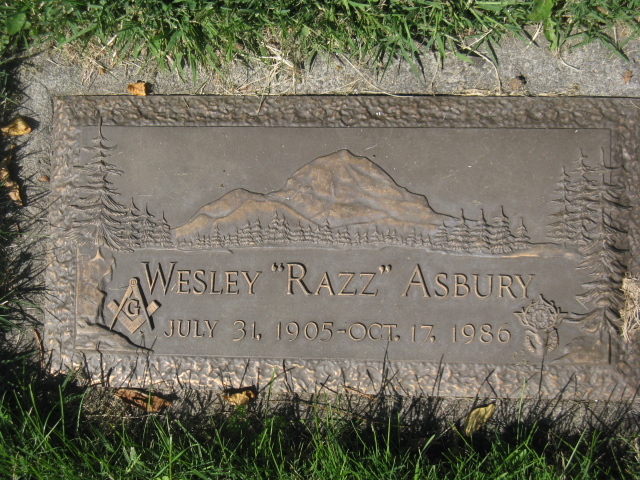 WESLEY "RAZZ" ASBURY
JULY 31, 1905-OCT. 17, 1986
G